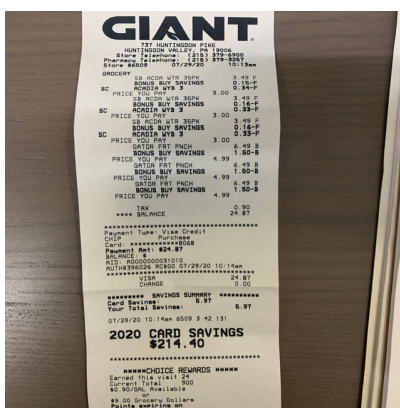 GIANT
737 HUNTINGDON PIKE
HUNTINGDON VALLEY, PA 19006
Store Telephone: (215) 379-6900
Pharmacy Telephone: (215) 379-3267
Store #6509 07/29/20 10:13am
GROCERY
SB ACDA WTR 35PK 3.49 F
BONUS BUY SAVINGS 0.16-F
SC ACADIA WYB 3 0.34-F
PRICE YOU PAY 3.00
SB ACDA WTR 36PK 3.49 F
BONUS BUY SAVINGS 0.16-F
SC ACADIA WYB 3 0.33-F
PRICE YOU PAY 3.00
SB ACDA WTR 36PK 3.49 F
BONUS BUY SAVINGS 0.16-F
SC ACADIA WYB 3 0.33-F
PRICE YOU PAY 3.00
GATOR FRT PNCH 6.49 B
BONUS BUY SAVINGS 1.50-B
PRICE YOU PAY 4.99
GATOR FRT PNCH 6.49 B
BONUS BUY SAVINGS 1.50-B
PRICE YOU PAY 4.99
GATOR FRT PNCH 6.49 B
BONUS BUY SAVINGS 1.50-B
PRICE YOU PAY 4.99
TAX 0.90
**** BALANCE 24.87
Payment Type: Visa Credit
CHIP Purchase
Card: ************8068
Payment Amt: $24.87
BALANCE: $
AID: A0000000031010
AUTH#396026 RC#00 07/29/20 10:14am
VISA 24.87
CHANGE 0.00
********* SAVINGS SUMMARY *********
Card Savings: 5.97
Your Total Savings: 5.97
07/29/20 10:14am 6509 3 42 131
2020 CARD SAVINGS
$214.40
*****CHOICE REWARDS *****
Earned this visit 24
Current Total 900
$0.90/GAL Available
or
$9.00 Grocery Dollars
Points expiring on